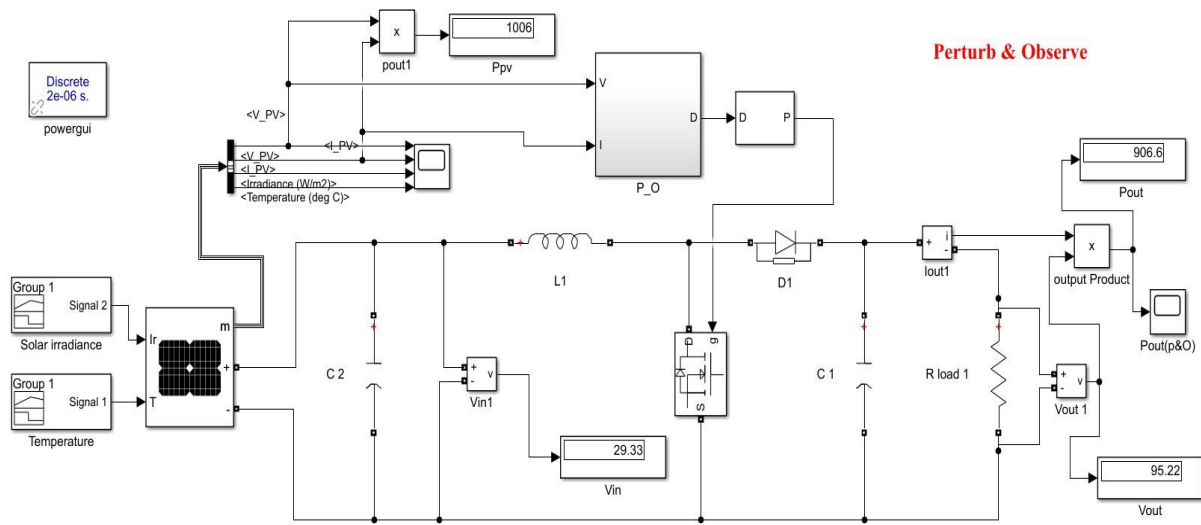 1006
x
pout1
Ppv
Perturb & Observe
Discrete
2e-06 s.
powergui
V
I
D
P_O
D
P
<V_PV>
<I_PV>
<V_PV>
<I_PV>
<Irradiance (W/m2)>
<Temperature (deg C)>
906.6
Pout
+
L1
D1
+
i
-
Iout1
x
output Product
Pout(p&O)
Group 1
Signal 2
Solar irradiance
Group 1
Signal 1
Temperature
m
Ir
+
T
-
+
C 2
+
-
v
Vin1
g
D
S
+
C 1
+
R load 1
+
-
v
Vout 1
29.33
Vin
95.22
Vout